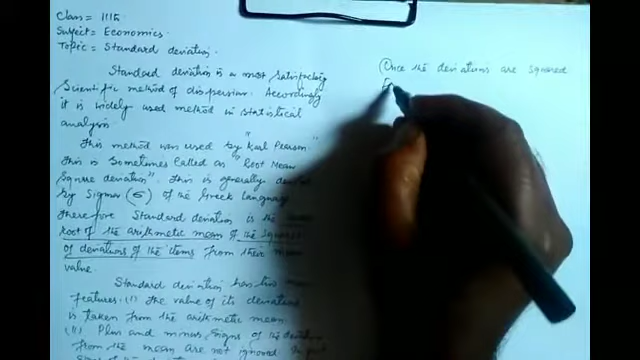 Class = 11th
Subject = Economics.
Topic = Standard deviation.
Standard deviation is a most satisfactory
Scientific method of dispersion. Accordingly
it is widely used method in statistical
analysis.
This method was used by "Karl Pearson"
This is Sometimes Called as "Root Mean
Square deviation". This is generally
by Sigma (σ) of the Greek Language
Therefore Standard deviation is the
root of the arithmetic mean of the Squares
of deviations of the items from their mean
value.
Standard deviation has two
features. (i) The value of its deviation
is taken from the arithmetic mean
(ii) Plus and minus signs of the
from the mean are not ignored
Once the deviations are squared